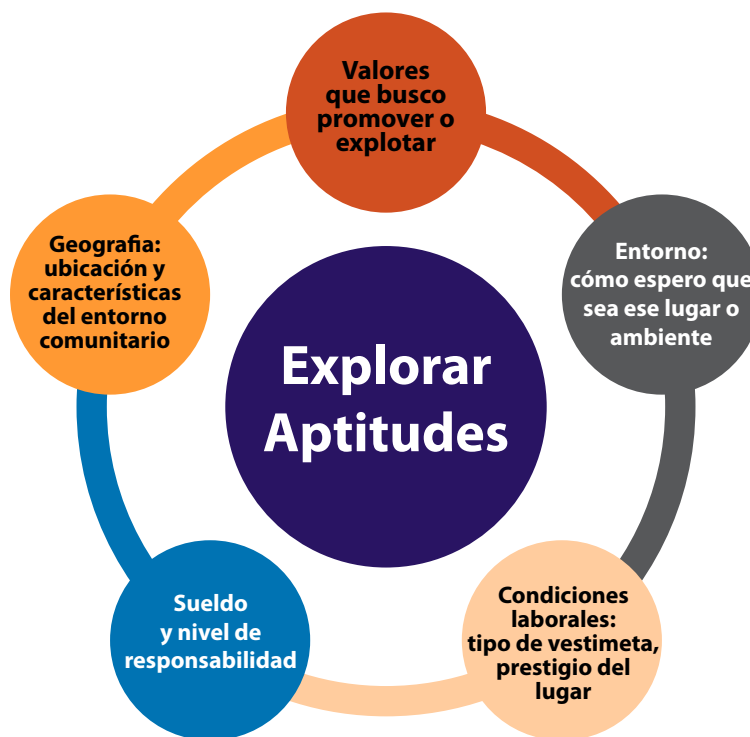 Valores
que busco
promover o
explotar
Entorno:
cómo espero que
sea ese lugar o
ambiente
Condiciones
laborales:
tipo de vestimeta,
prestigio del
lugar
Sueldo
y nivel de
responsabilidad
Geografia:
ubicación y
características
del entorno
comunitario
Explorar
Aptitudes